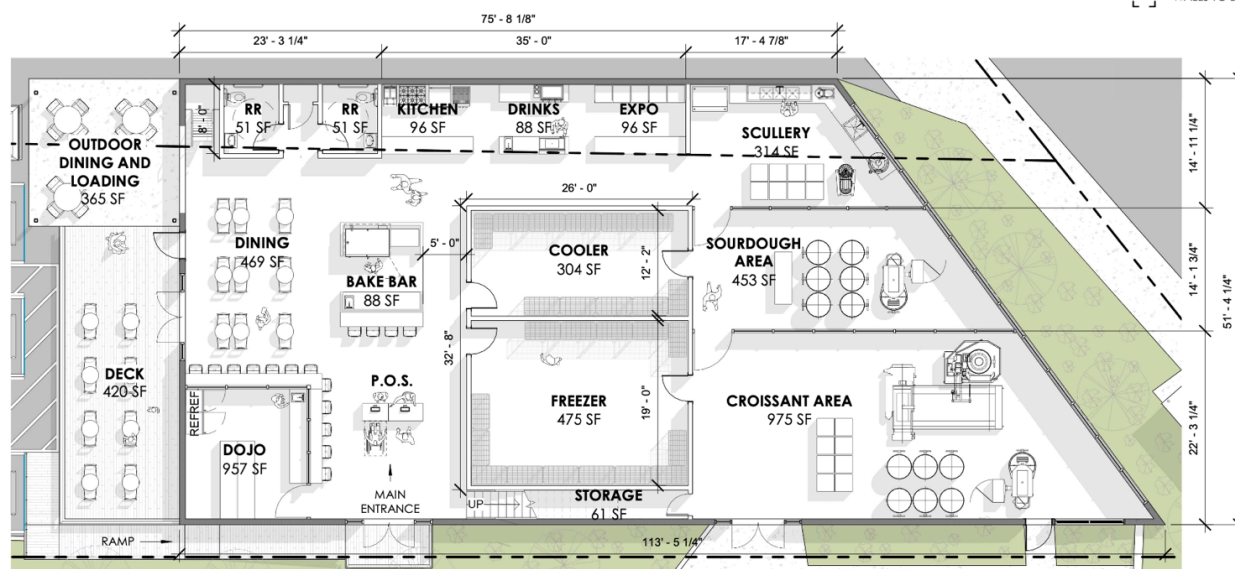 75' - 8 1/8"
23' - 3 1/4"
35' - 0"
17' - 4 7/8"
8' - 0"
RR
51 SF
RR
51 SF
KITCHEN
96 SF
DRINKS
88 SF
EXPO
96 SF
SCULLERY
314 SF
14' - 11 1/4"
OUTDOOR
DINING AND
LOADING
365 SF
26' - 0"
DINING
469 SF
5' - 0"
BAKE BAR
88 SF
COOLER
304 SF
12' - 2"
SOURDOUGH
AREA
453 SF
14' - 1 3/4"
51' - 4 1/4"
32' - 8"
DECK
420 SF
P.O.S.
FREEZER
475 SF
19' - 0"
CROISSANT AREA
975 SF
22' - 3 1/4"
REFREF
DOJO
957 SF
MAIN
ENTRANCE
UP
STORAGE
61 SF
RAMP
113' - 5 1/4"